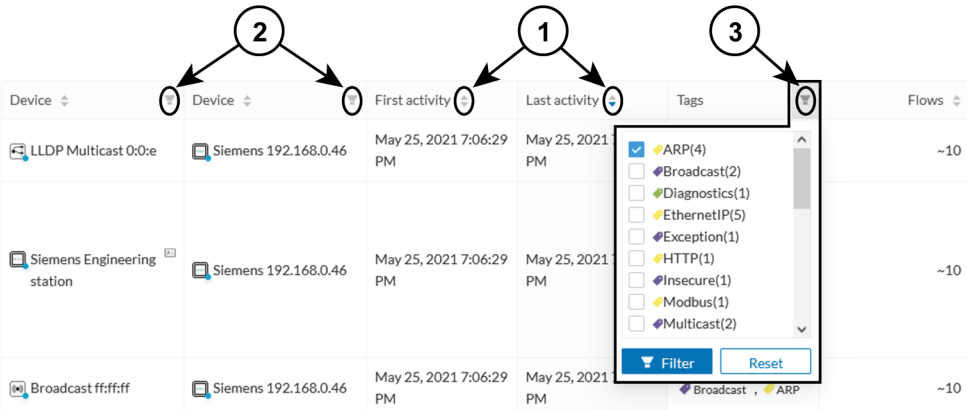 2
1
3
Device
Device
First activity
Last activity
Tags
Flows
LLDP Multicast 0:0:e
Siemens 192.168.0.46
May 25, 2021 7:06:29
PM
May 25, 2021 7
PM
~10
ARP(4)
Broadcast(2)
Diagnostics(1)
EthernetIP(5)
Exception(1)
HTTP(1)
Insecure(1)
Modbus(1)
Multicast(2)
Filter
Reset
Siemens Engineering
station
Siemens 192.168.0.46
May 25, 2021 7:06:29
PM
May 25, 2021
PM
~10
Broadcast ff:ff:ff
Siemens 192.168.0.46
May 25, 2021 7:06:29
PM
May 25, 2021
PM
Broadcast , ARP
~10